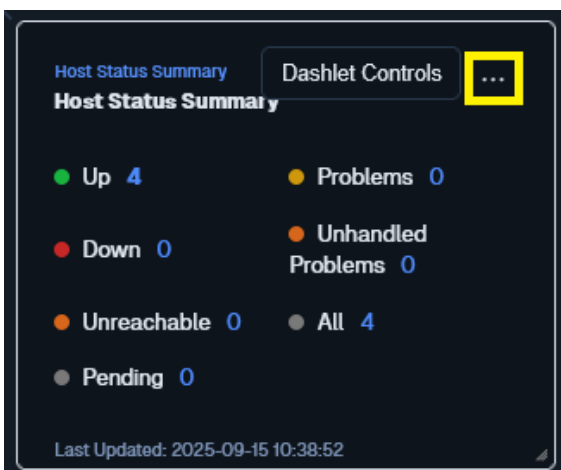 Host Status Summary
Dashlet Controls
...
Host Status Summary
Up 4
Problems 0
Down 0
Unhandled
Problems 0
Unreachable 0
All 4
Pending 0
Last Updated: 2025-09-15 10:38:52